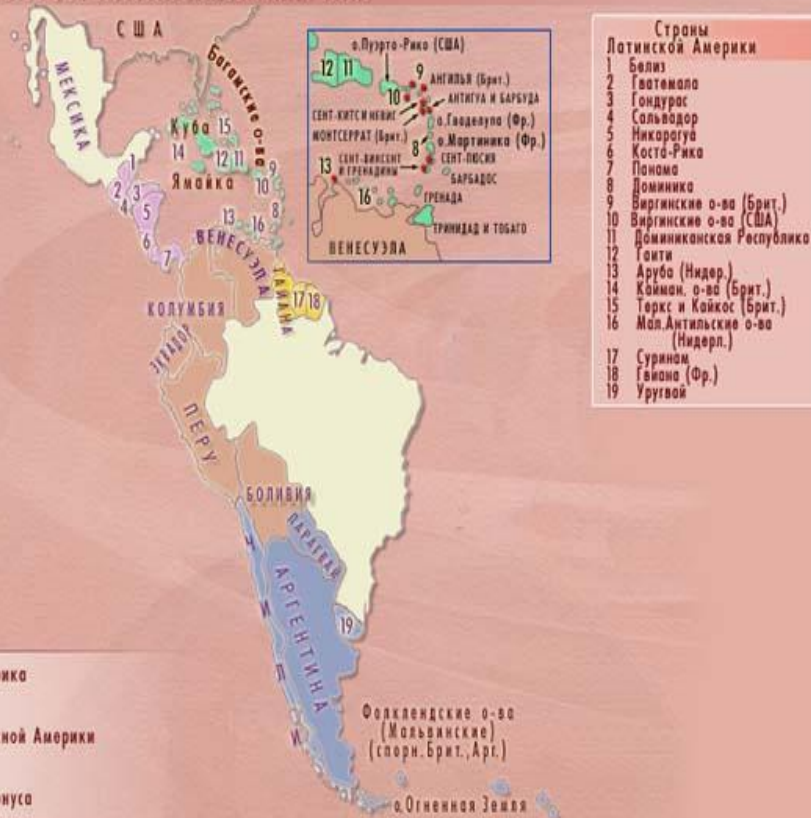 США
МЕКСИКА
Багамские о-ва
Куба
15
14
12 11
Ямайка
9
10
8
1
2
3
4
5
6
7
13
16
ВЕНЕСУЭЛА
ГАЙАНА
17 18
КОЛУМБИЯ
ЭКВАДОР
ПЕРУ
БОЛИВИЯ
ПАРАГВАЙ
ЧИЛИ
АРГЕНТИНА
19
Фолклендские о-ва
(Мальвинские)
(спорн.Брит.,Арг.)
о.Огненная Земля
о.Пуэрто-Рико (США)
12 11
9
АНГИЛЬЯ (Брит.)
10
АНТИГУА И БАРБУДА
СЕНТ-КИТС И НЕВИС
о.Гваделупа (Фр.)
МОНТСЕРРАТ (Брит.)
8
о.Мартиника (Фр.)
13
СЕНТ-ВИНСЕНТ
И ГРЕНАДИНЫ
СЕНТ-ЛЮСИЯ
16
БАРБАДОС
ГРЕНАДА
ТРИНИДАД И ТОБАГО
ВЕНЕСУЭЛА
Страны
Латинской Америки
1 Белиз
2 Гватемала
3 Гондурас
4 Сальвадор
5 Никарагуа
6 Коста-Рика
7 Панама
8 Доминика
9 Виргинские о-ва (Брит.)
10 Виргинские о-ва (США)
11 Доминиканская Республика
12 Гаити
13 Аруба (Нидер.)
14 Кайман. о-ва (Брит.)
15 Теркс и Кайкос (Брит.)
16 Мал.Антильские о-ва
(Нидерл.)
17 Суринам
18 Гвиана (Фр.)
19 Уругвай
рика
ной Америки
онуса